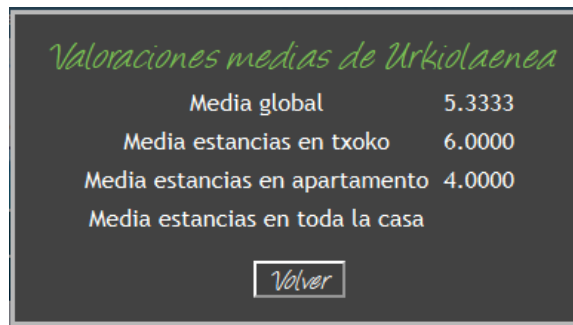 Valoraciones medias de Urkiolaenea
Media global 5.3333
Media estancias en txoko 6.0000
Media estancias en apartamento 4.0000
Media estancias en toda la casa
Volver